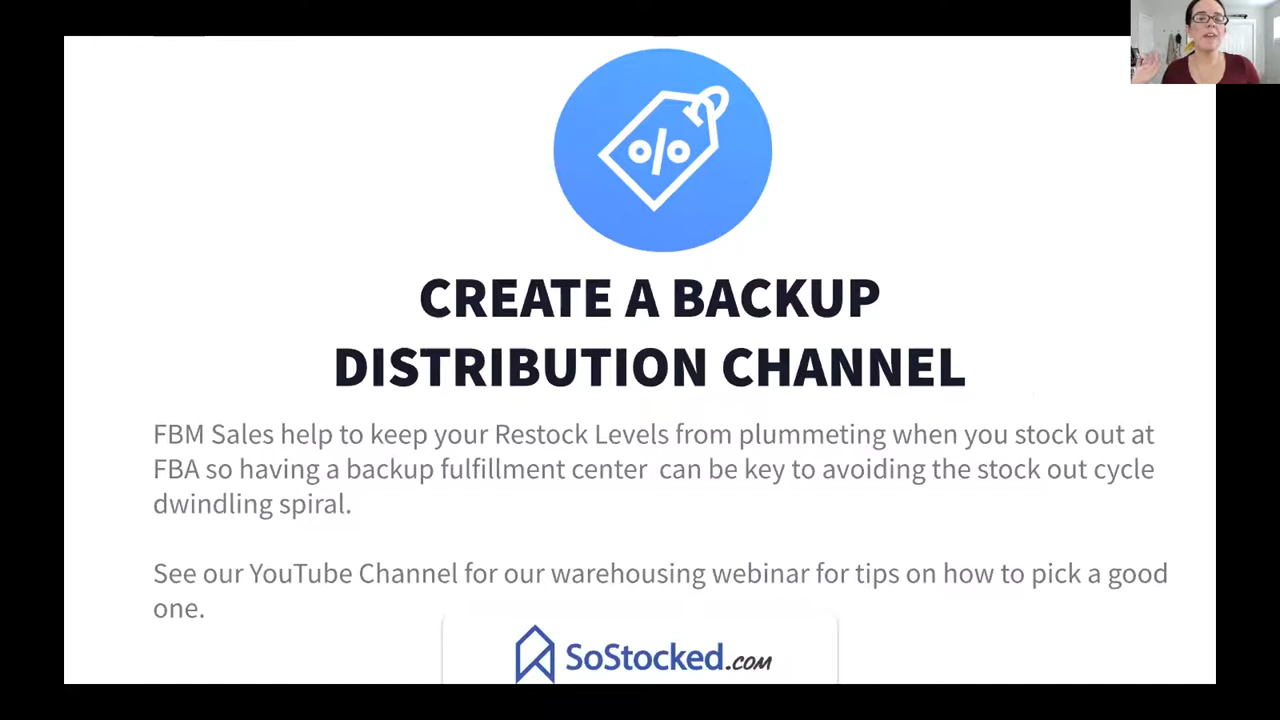 %
CREATE A BACKUP
DISTRIBUTION CHANNEL
FBM Sales help to keep your Restock Levels from plummeting when you stock out at
FBA so having a backup fulfillment center can be key to avoiding the stock out cycle
dwindling spiral.
See our YouTube Channel for our warehousing webinar for tips on how to pick a good
one.
SoStocked.COM